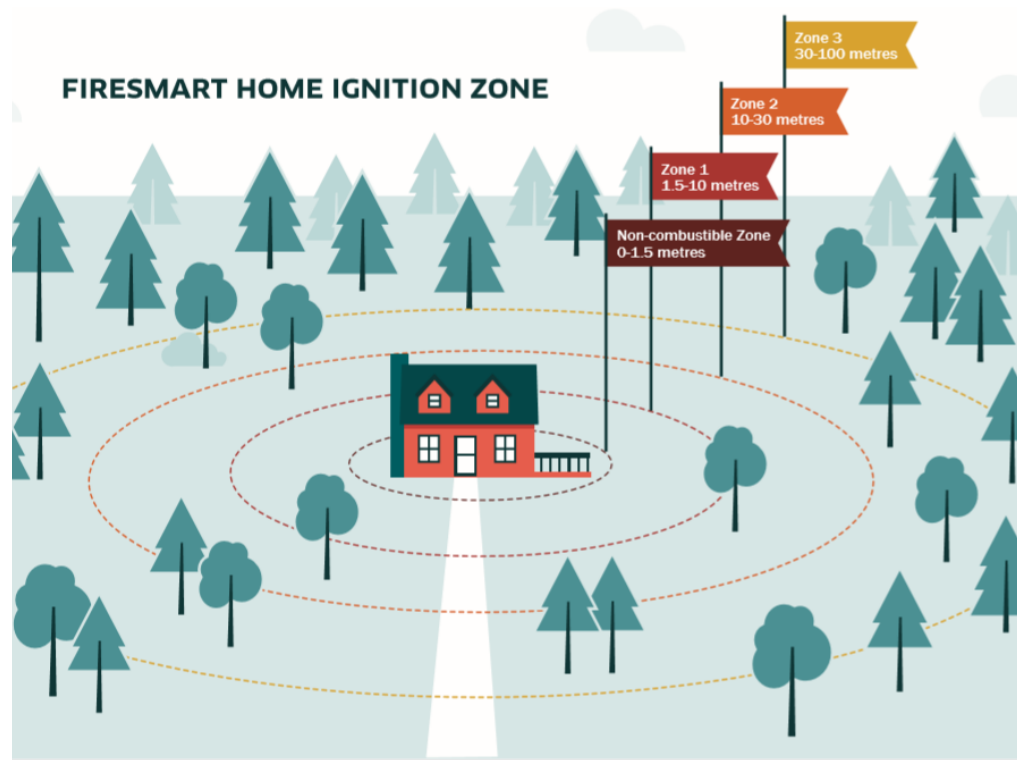 FIRESMART HOME IGNITION ZONE
Zone 3
30-100 metres
Zone 2
10-30 metres
Zone 1
1.5-10 metres
Non-combustible Zone
0-1.5 metres